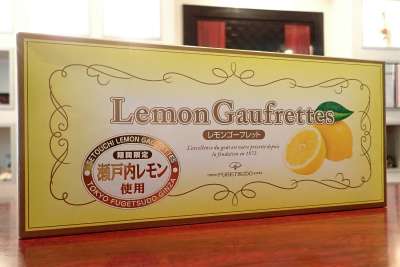 Lemon Gaufrettes
レモンゴーフレット
L'excellence du goût est notre présente depuis
la fondation en 1872.
FUGETSUDO
SETOUCHI LEMON GAUFRETTES
期間限定
瀬戸内レモン
使用
TOKYO FUGETSUDO GINZA